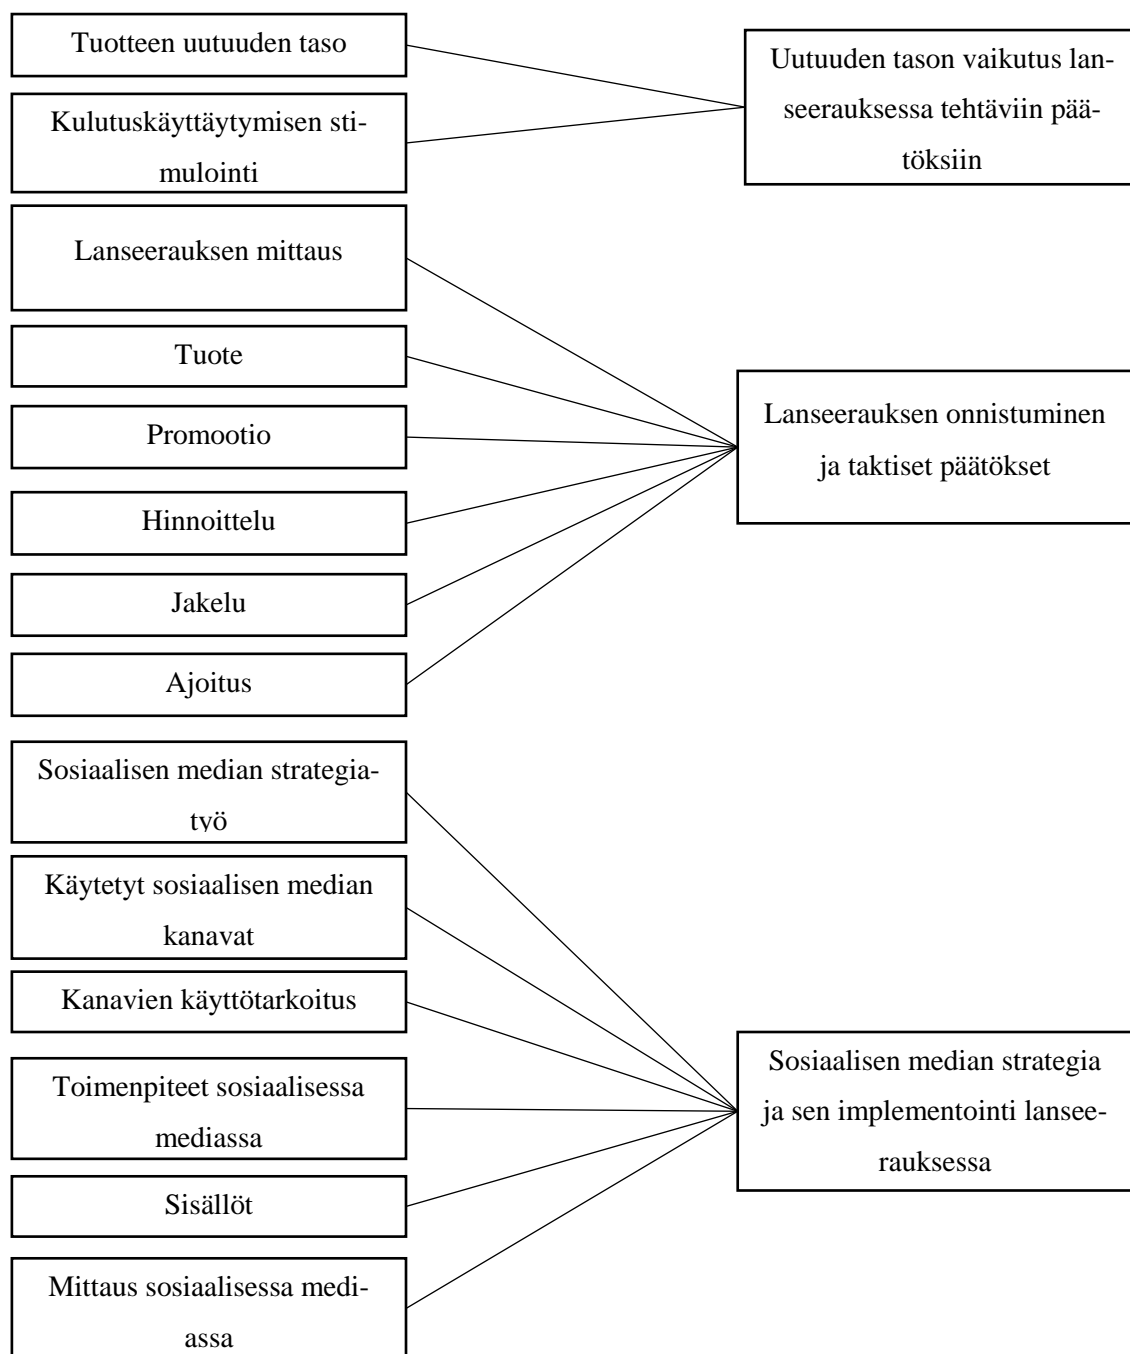 Tuotteen uutuuden taso
Kulutuskäyttäytymisen sti-
mulointi
Uutuuden tason vaikutus lan-
seerauksessa tehtäviin pää-
töksiin
Lanseerauksen mittaus
Tuote
Promootio
Hinnoittelu
Jakelu
Ajoitus
Lanseerauksen onnistuminen
ja taktiset päätökset
Sosiaalisen median strategia-
työ
Käytetyt sosiaalisen median
kanavat
Kanavien käyttötarkoitus
Toimenpiteet sosiaalisessa
mediassa
Sisällöt
Mittaus sosiaalisessa medi-
assa
Sosiaalisen median strategia
ja sen implementointi lansee-
rauksessa